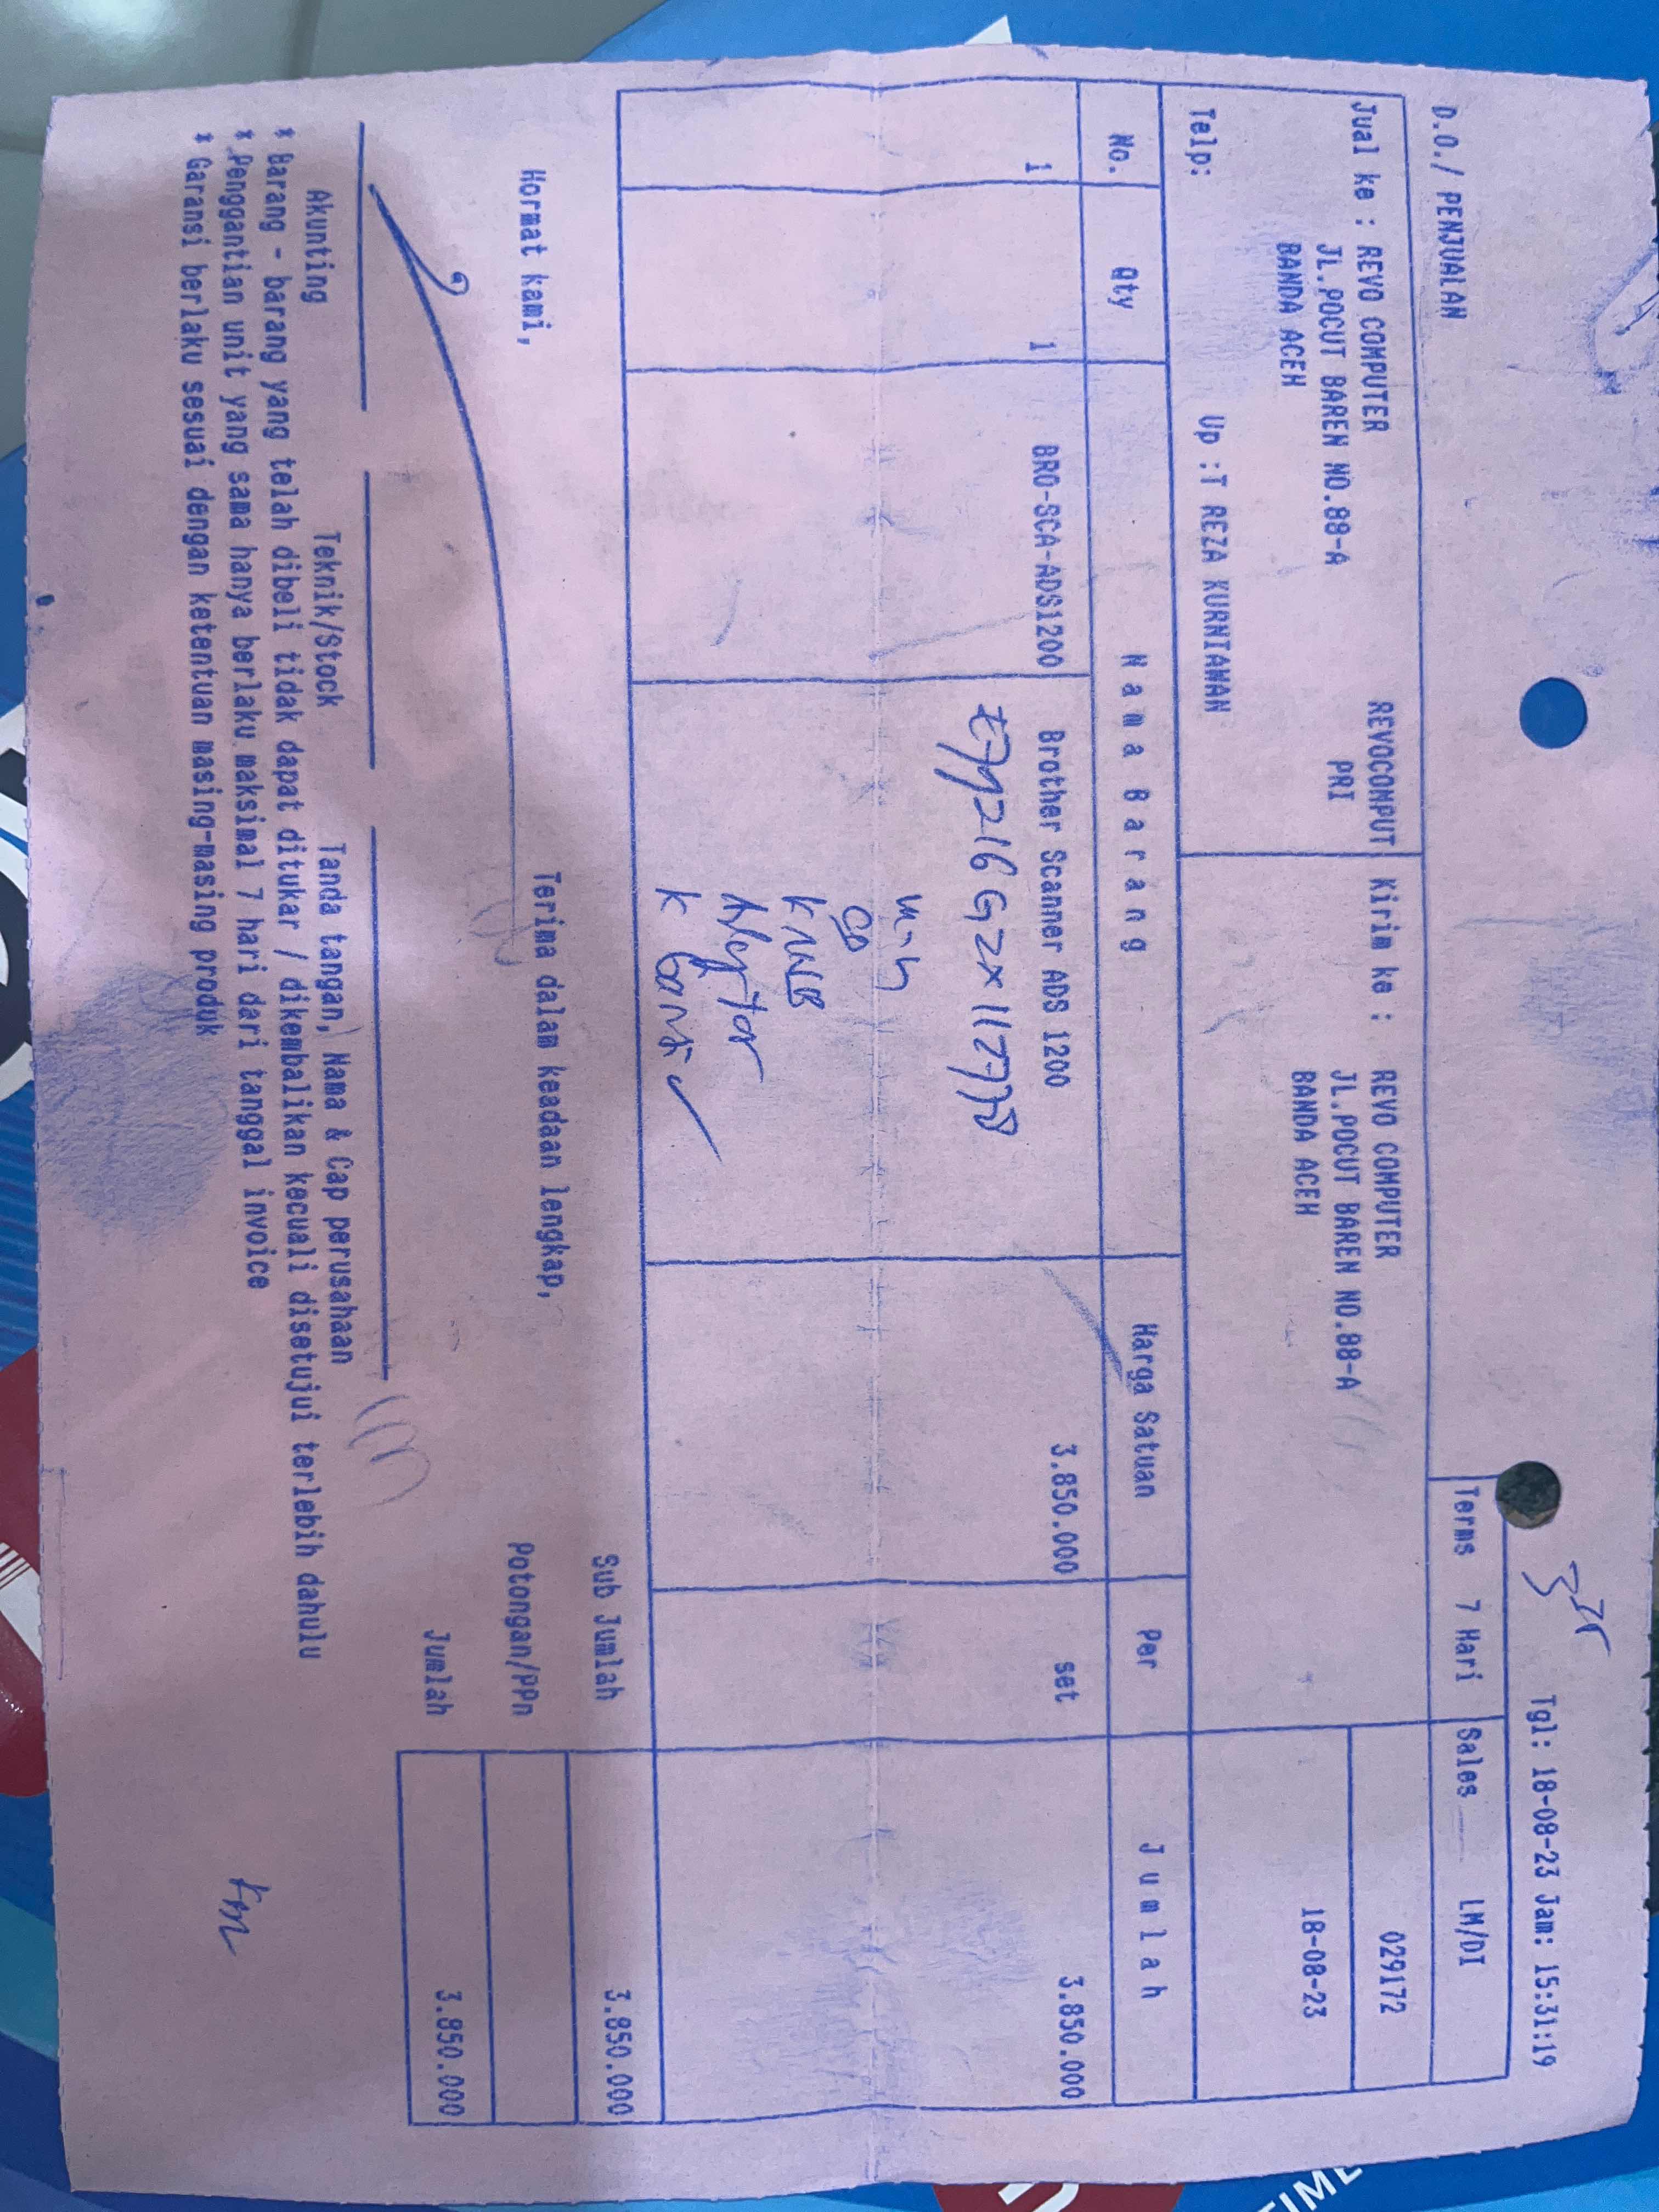 Tgl: 18-08-23 Jam: 15:31:19
D.O./ PENJUALAN
Terms 7 Hari Sales LM/DI
Jual ke : REVO COMPUTER REVOCOMPUT Kirim ke : REVO COMPUTER 029172
JL.POCUT BAREN NO.88-A PRI JL.POCUT BAREN NO.88-A
BANDA ACEH BANDA ACEH 18-08-23
Telp: Up :T REZA KURNIAWAN
No. Qty Nama Barang Harga Satuan Per Jumlah
1 1 BRO-SCA-ADS1200 Brother Scanner ADS 1200 3.850.000 set 3.850.000
CD
K
Sub Jumlah 3.850.000
Hormat kami, Terima dalam keadaan lengkap, Potongan/PPn
Jumlah 3.850.000
Akunting Teknik/Stock Tanda tangan, Nama & Cap perusahaan
* Barang - barang yang telah dibeli tidak dapat ditukar / dikembalikan kecuali disetujui terlebih dahulu
* Penggantian unit yang sama hanya berlaku maksimal 7 hari dari tanggal invoice
* Garansi berlaku sesuai dengan ketentuan masing-masing produk
TIME